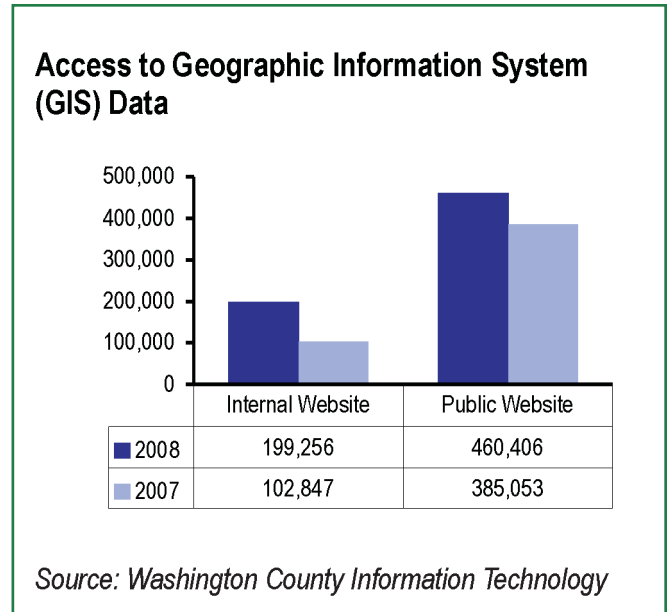 Access to Geographic Information System
(GIS) Data
500,000
400,000
300,000
200,000
100,000
0
Internal Website Public Website
2008 199,256 460,406
2007 102,847 385,053
Source: Washington County Information Technology